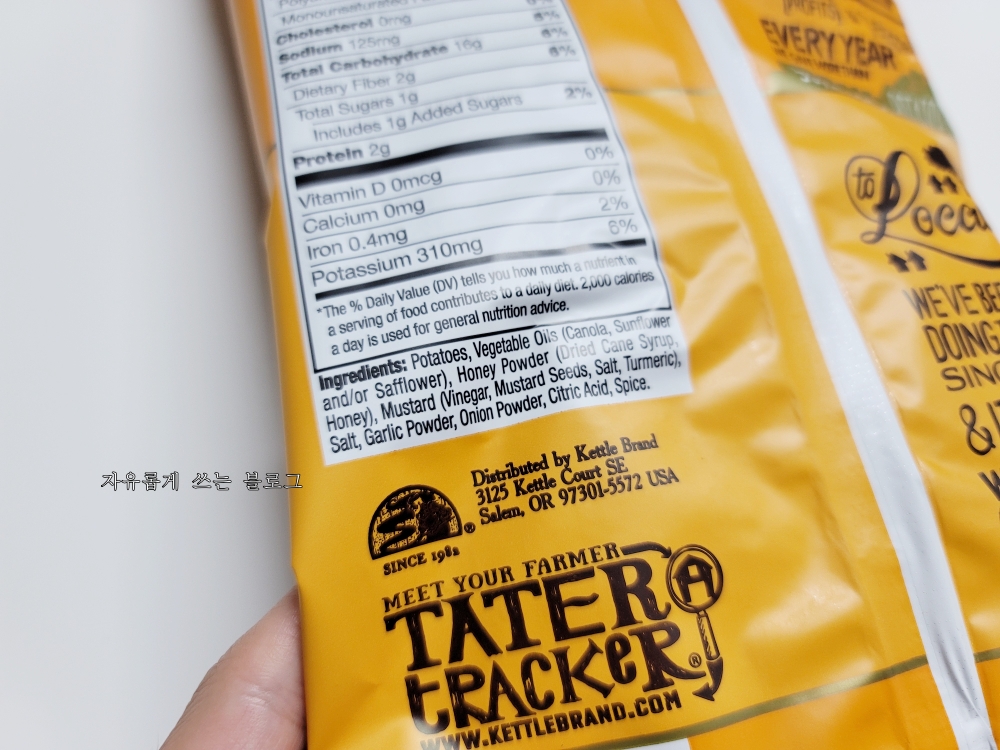 Cholesterol 0mg
Sodium 125mg 6%
Total Carbohydrate 16g 6%
Dietary Fiber 2g 6%
Total Sugars 1g
Includes 1g Added Sugars 2%
Protein 2g
Vitamin D 0mcg 0%
Calcium 0mg 0%
Iron 0.4mg 2%
Potassium 310mg 6%
*The % Daily Value (DV) tells you how much a nutrient in
a serving of food contributes to a daily diet. 2,000 calories
a day is used for general nutrition advice.
Ingredients: Potatoes, Vegetable Oils (Canola, Sunflower
and/or Safflower), Honey Powder (Dried Cane Syrup,
Honey), Mustard (Vinegar, Mustard Seeds, Salt, Turmeric),
Salt, Garlic Powder, Onion Powder, Citric Acid, Spice.
Distributed by Kettle Brand
3125 Kettle Court SE
Salem, OR 97301-5572 USA
®
SINCE 1982
MEET YOUR FARMER
TATER
TRACKER®
WWW.KETTLEBRAND.COM
EVERY YEAR
to
WE'VE
DOING
자유롭게 쓰는 블로그